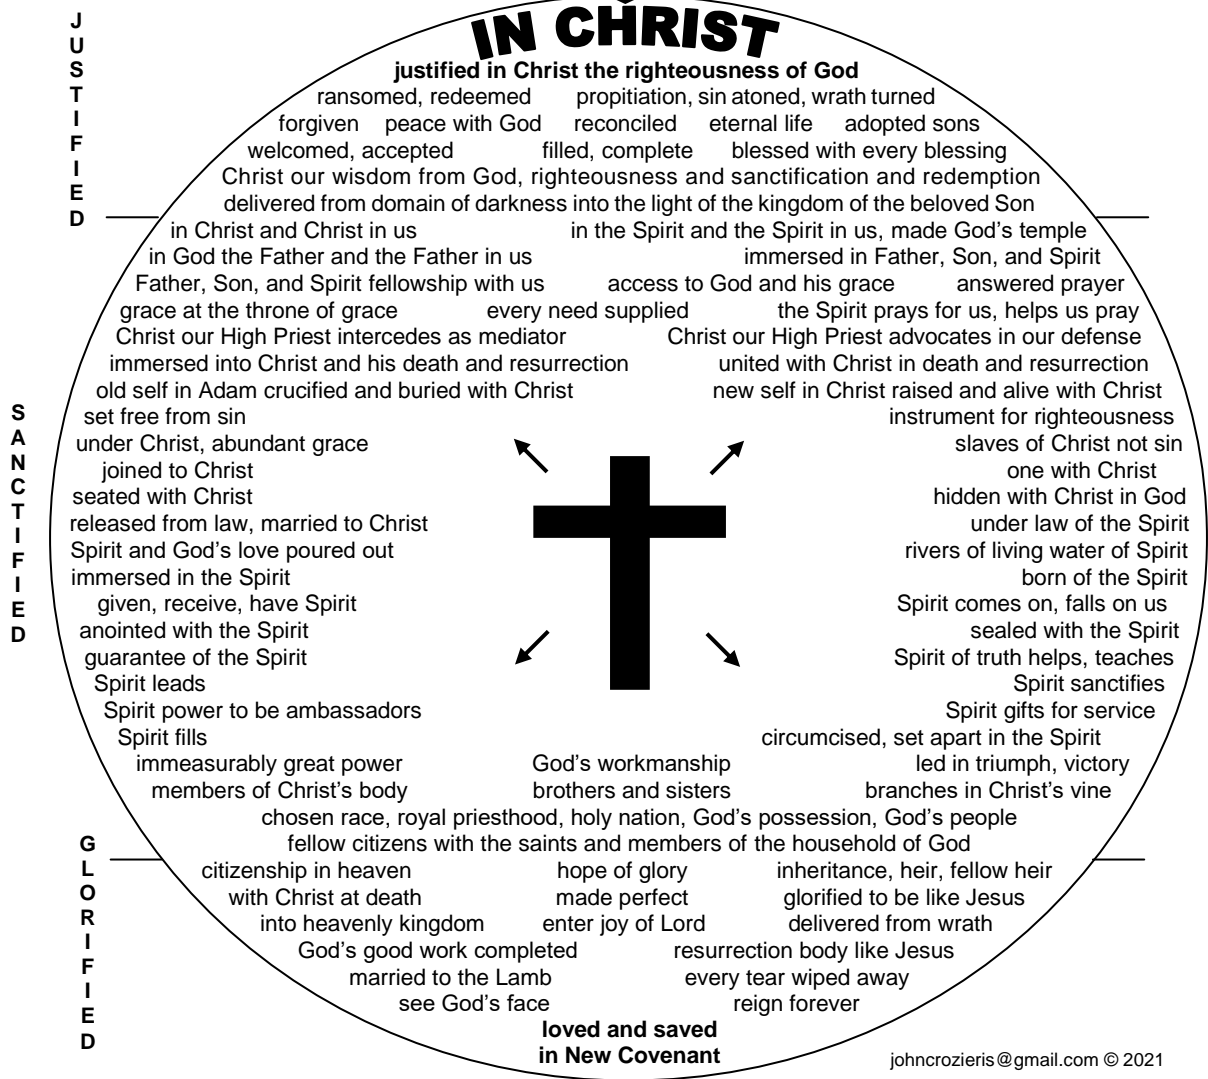 JUSTIFIED
IN CHRIST
justified in Christ the righteousness of God
ransomed, redeemed propitiation, sin atoned, wrath turned
forgiven peace with God reconciled eternal life adopted sons
welcomed, accepted filled, complete blessed with every blessing
Christ our wisdom from God, righteousness and sanctification and redemption
delivered from domain of darkness into the light of the kingdom of the beloved Son
in Christ and Christ in us in the Spirit and the Spirit in us, made God's temple
in God the Father and the Father in us immersed in Father, Son, and Spirit
Father, Son, and Spirit fellowship with us access to God and his grace answered prayer
grace at the throne of grace every need supplied the Spirit prays for us, helps us pray
Christ our High Priest intercedes as mediator Christ our High Priest advocates in our defense
immersed into Christ and his death and resurrection united with Christ in death and resurrection
old self in Adam crucified and buried with Christ new self in Christ raised and alive with Christ
SANCTIFIED
set free from sin instrument for righteousness
under Christ, abundant grace slaves of Christ not sin
joined to Christ one with Christ
seated with Christ hidden with Christ in God
released from law, married to Christ under law of the Spirit
Spirit and God's love poured out rivers of living water of Spirit
immersed in the Spirit born of the Spirit
given, receive, have Spirit Spirit comes on, falls on us
anointed with the Spirit sealed with the Spirit
guarantee of the Spirit Spirit of truth helps, teaches
Spirit leads Spirit sanctifies
Spirit power to be ambassadors Spirit gifts for service
Spirit fills circumcised, set apart in the Spirit
immeasurably great power God's workmanship led in triumph, victory
members of Christ's body brothers and sisters branches in Christ's vine
chosen race, royal priesthood, holy nation, God's possession, God's people
fellow citizens with the saints and members of the household of God
GLORIFIED
citizenship in heaven hope of glory inheritance, heir, fellow heir
with Christ at death made perfect glorified to be like Jesus
into heavenly kingdom enter joy of Lord delivered from wrath
God's good work completed resurrection body like Jesus
married to the Lamb every tear wiped away
see God's face reign forever
loved and saved
in New Covenant
johncrozieris@gmail.com © 2021